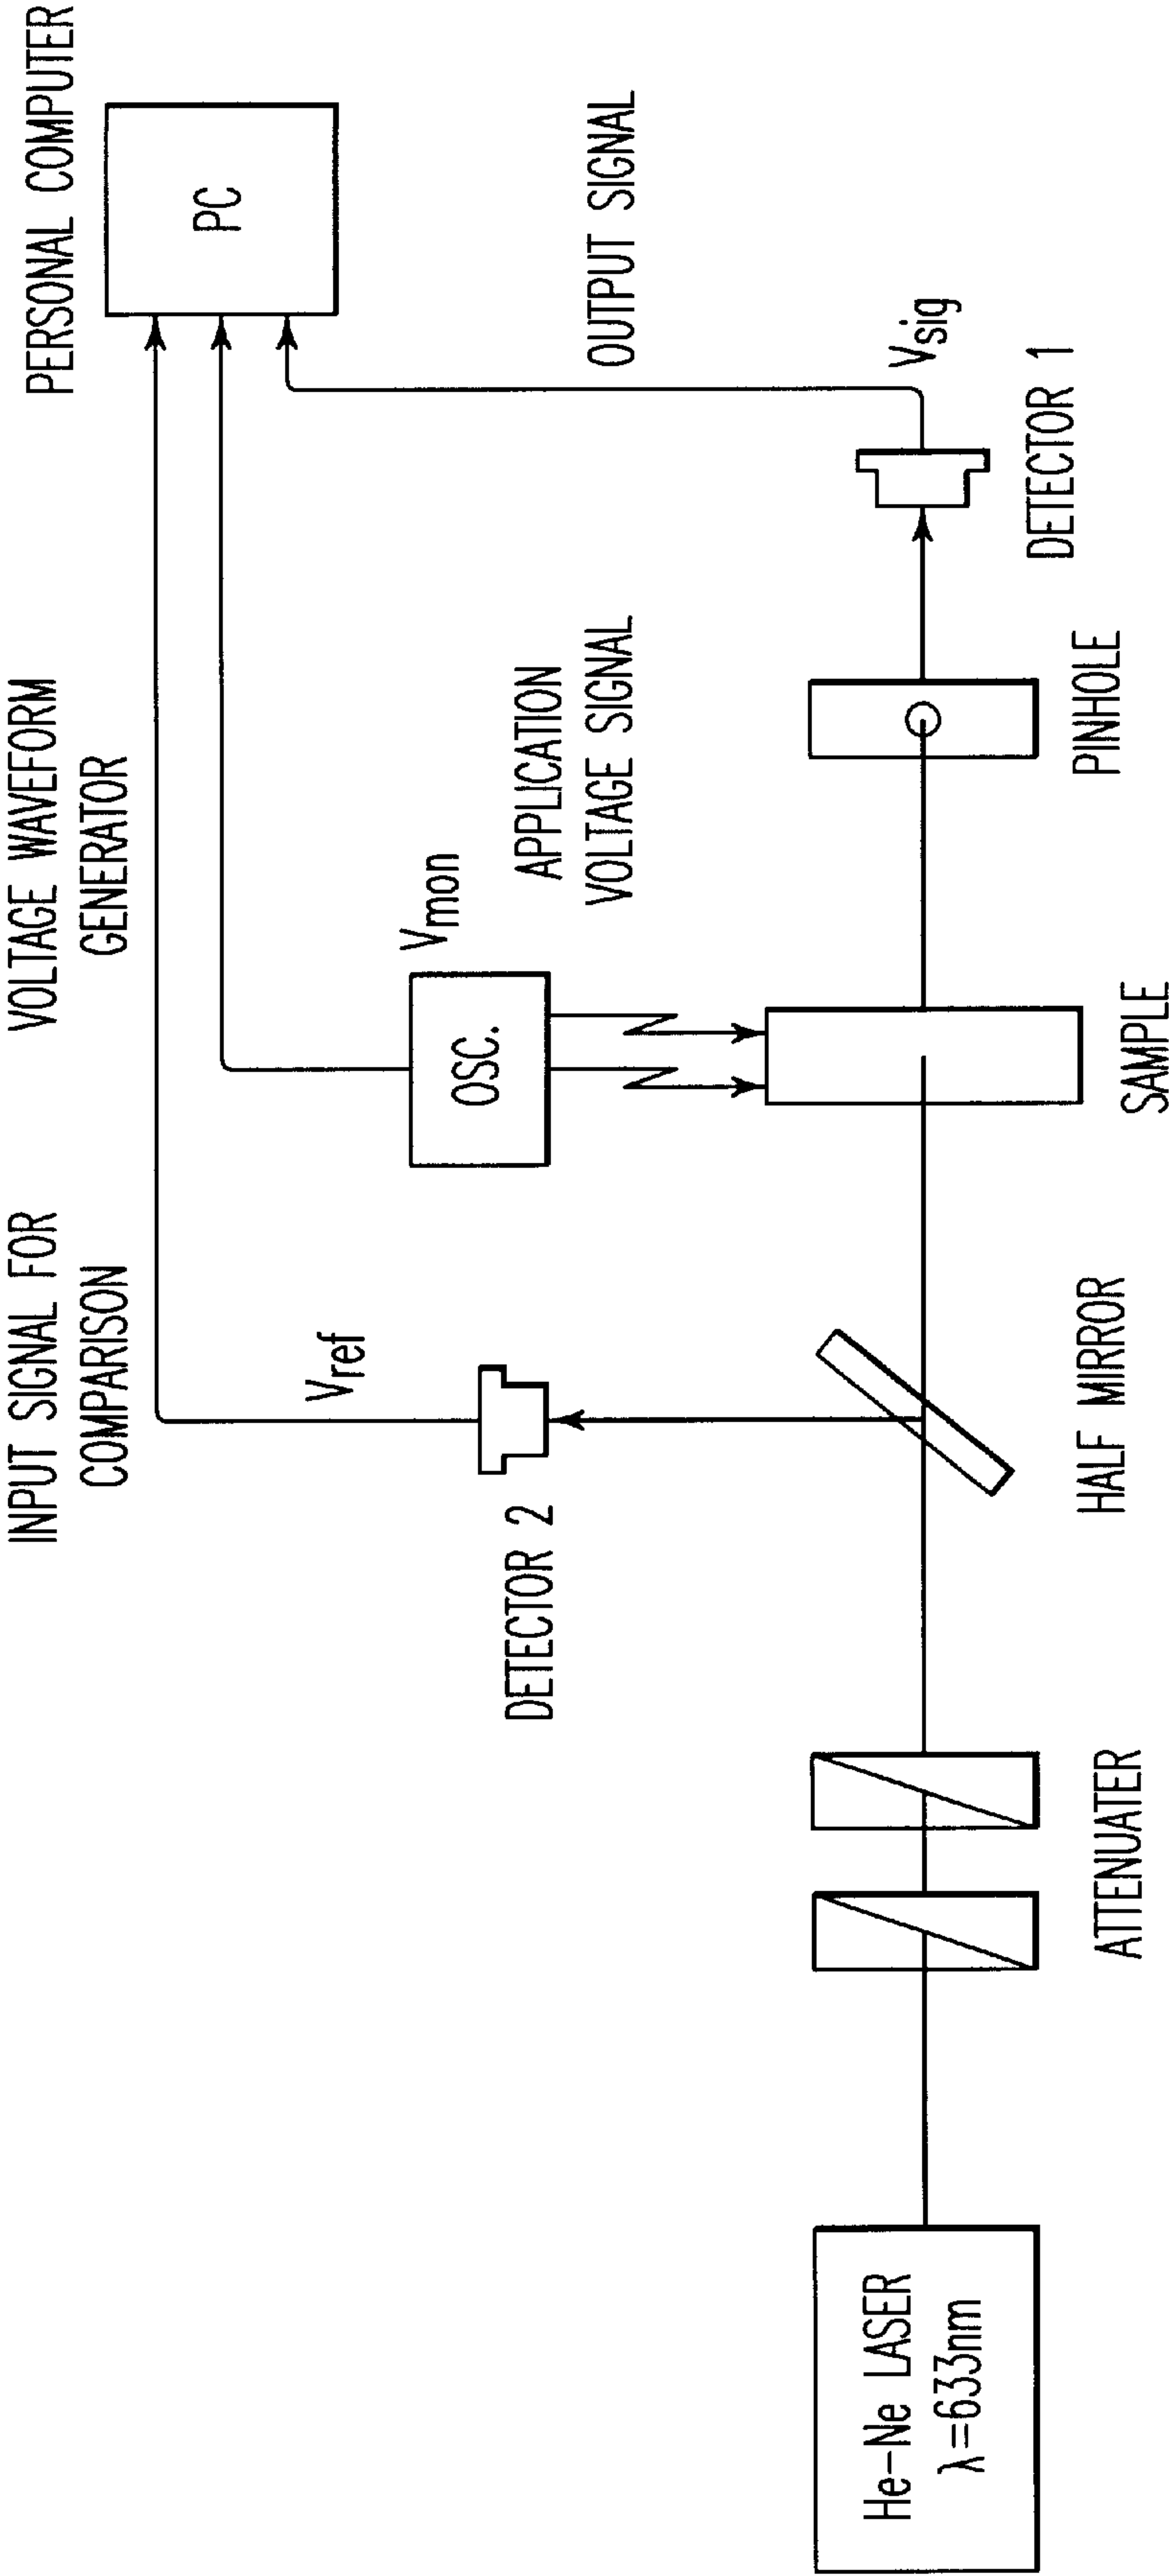 INPUT SIGNAL FOR
COMPARISON
VOLTAGE WAVEFORM
GENERATOR
PERSONAL COMPUTER
PC
Vref
Vmon
OSC.
DETECTOR 2
APPLICATION
VOLTAGE SIGNAL
OUTPUT SIGNAL
Vsig
He-Ne LASER
λ=633nm
ATTENUATER
HALF MIRROR
SAMPLE
PINHOLE
DETECTOR 1